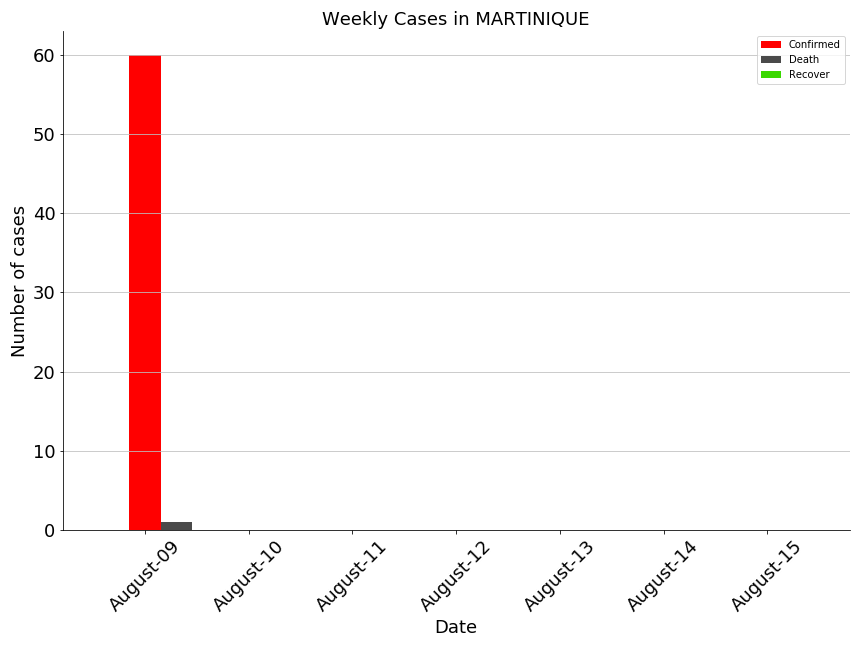 Weekly Cases in MARTINIQUE
Confirmed
Death
Recover
Number of cases
60
50
40
30
20
10
0
August-09
August-10
August-11
August-12
August-13
August-14
August-15
Date